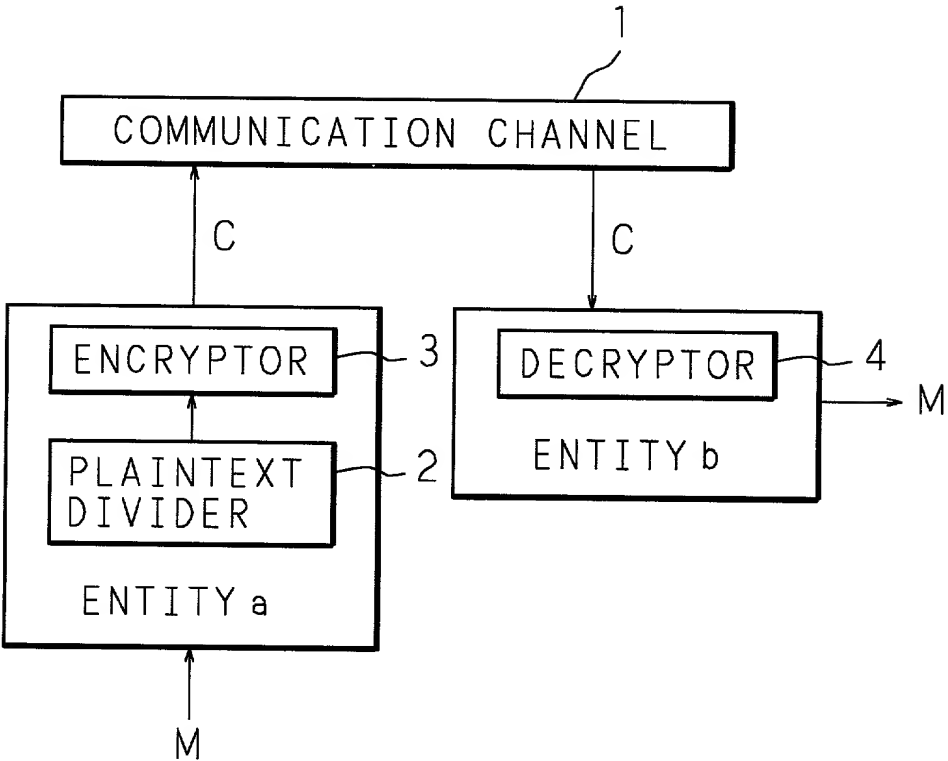 1
COMMUNICATION CHANNEL
C
C
ENCRYPTOR
3
DECRYPTOR
4
M
PLAINTEXT
DIVIDER
2
ENTITY b
ENTITY a
M